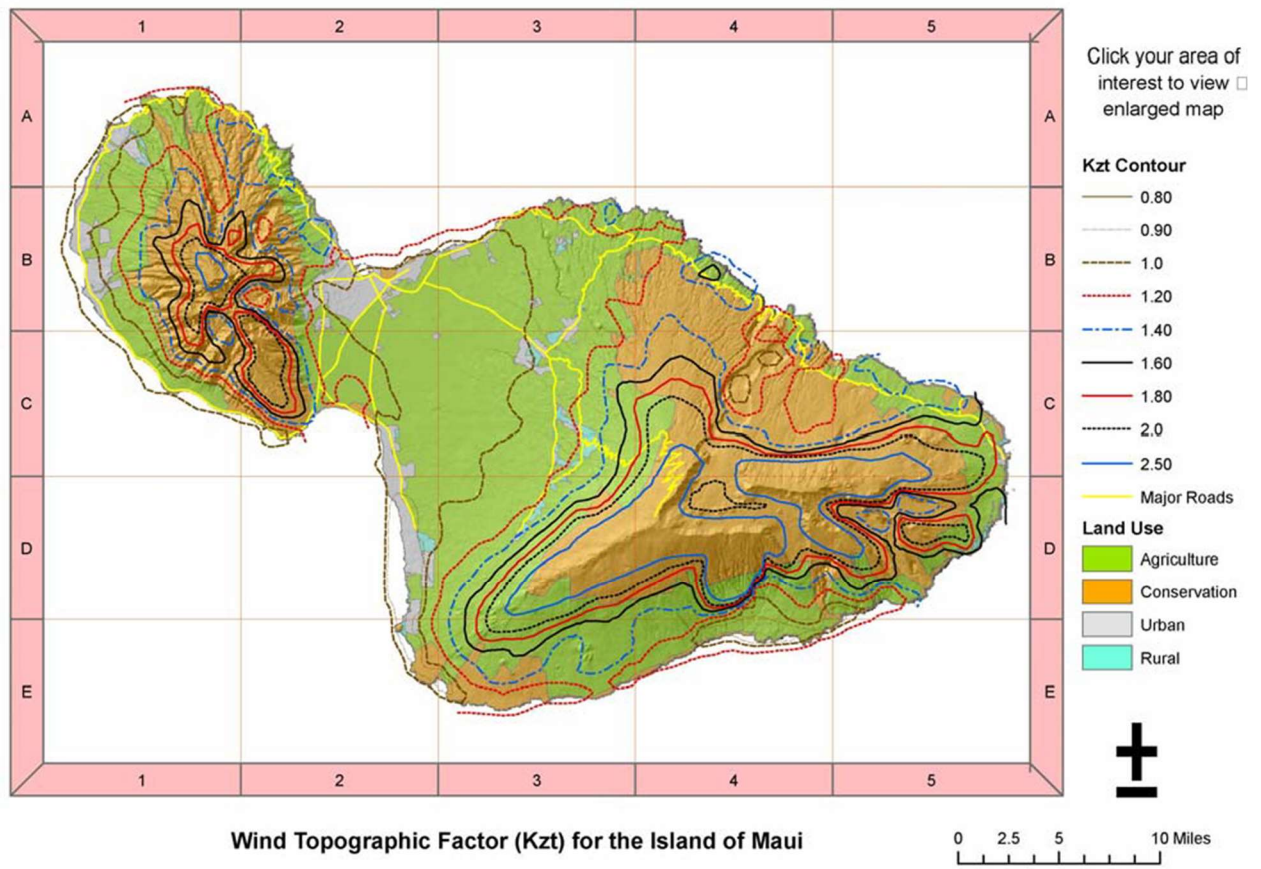 1 2 3 4 5
A A
B B
C C
D D
E E
1 2 3 4 5
Click your area of
interest to view □
enlarged map
Kzt Contour
0.80
0.90
1.0
1.20
1.40
1.60
1.80
2.0
2.50
Major Roads
Land Use
Agriculture
Conservation
Urban
Rural
±
Wind Topographic Factor (Kzt) for the Island of Maui
0 2.5 5 10 Miles